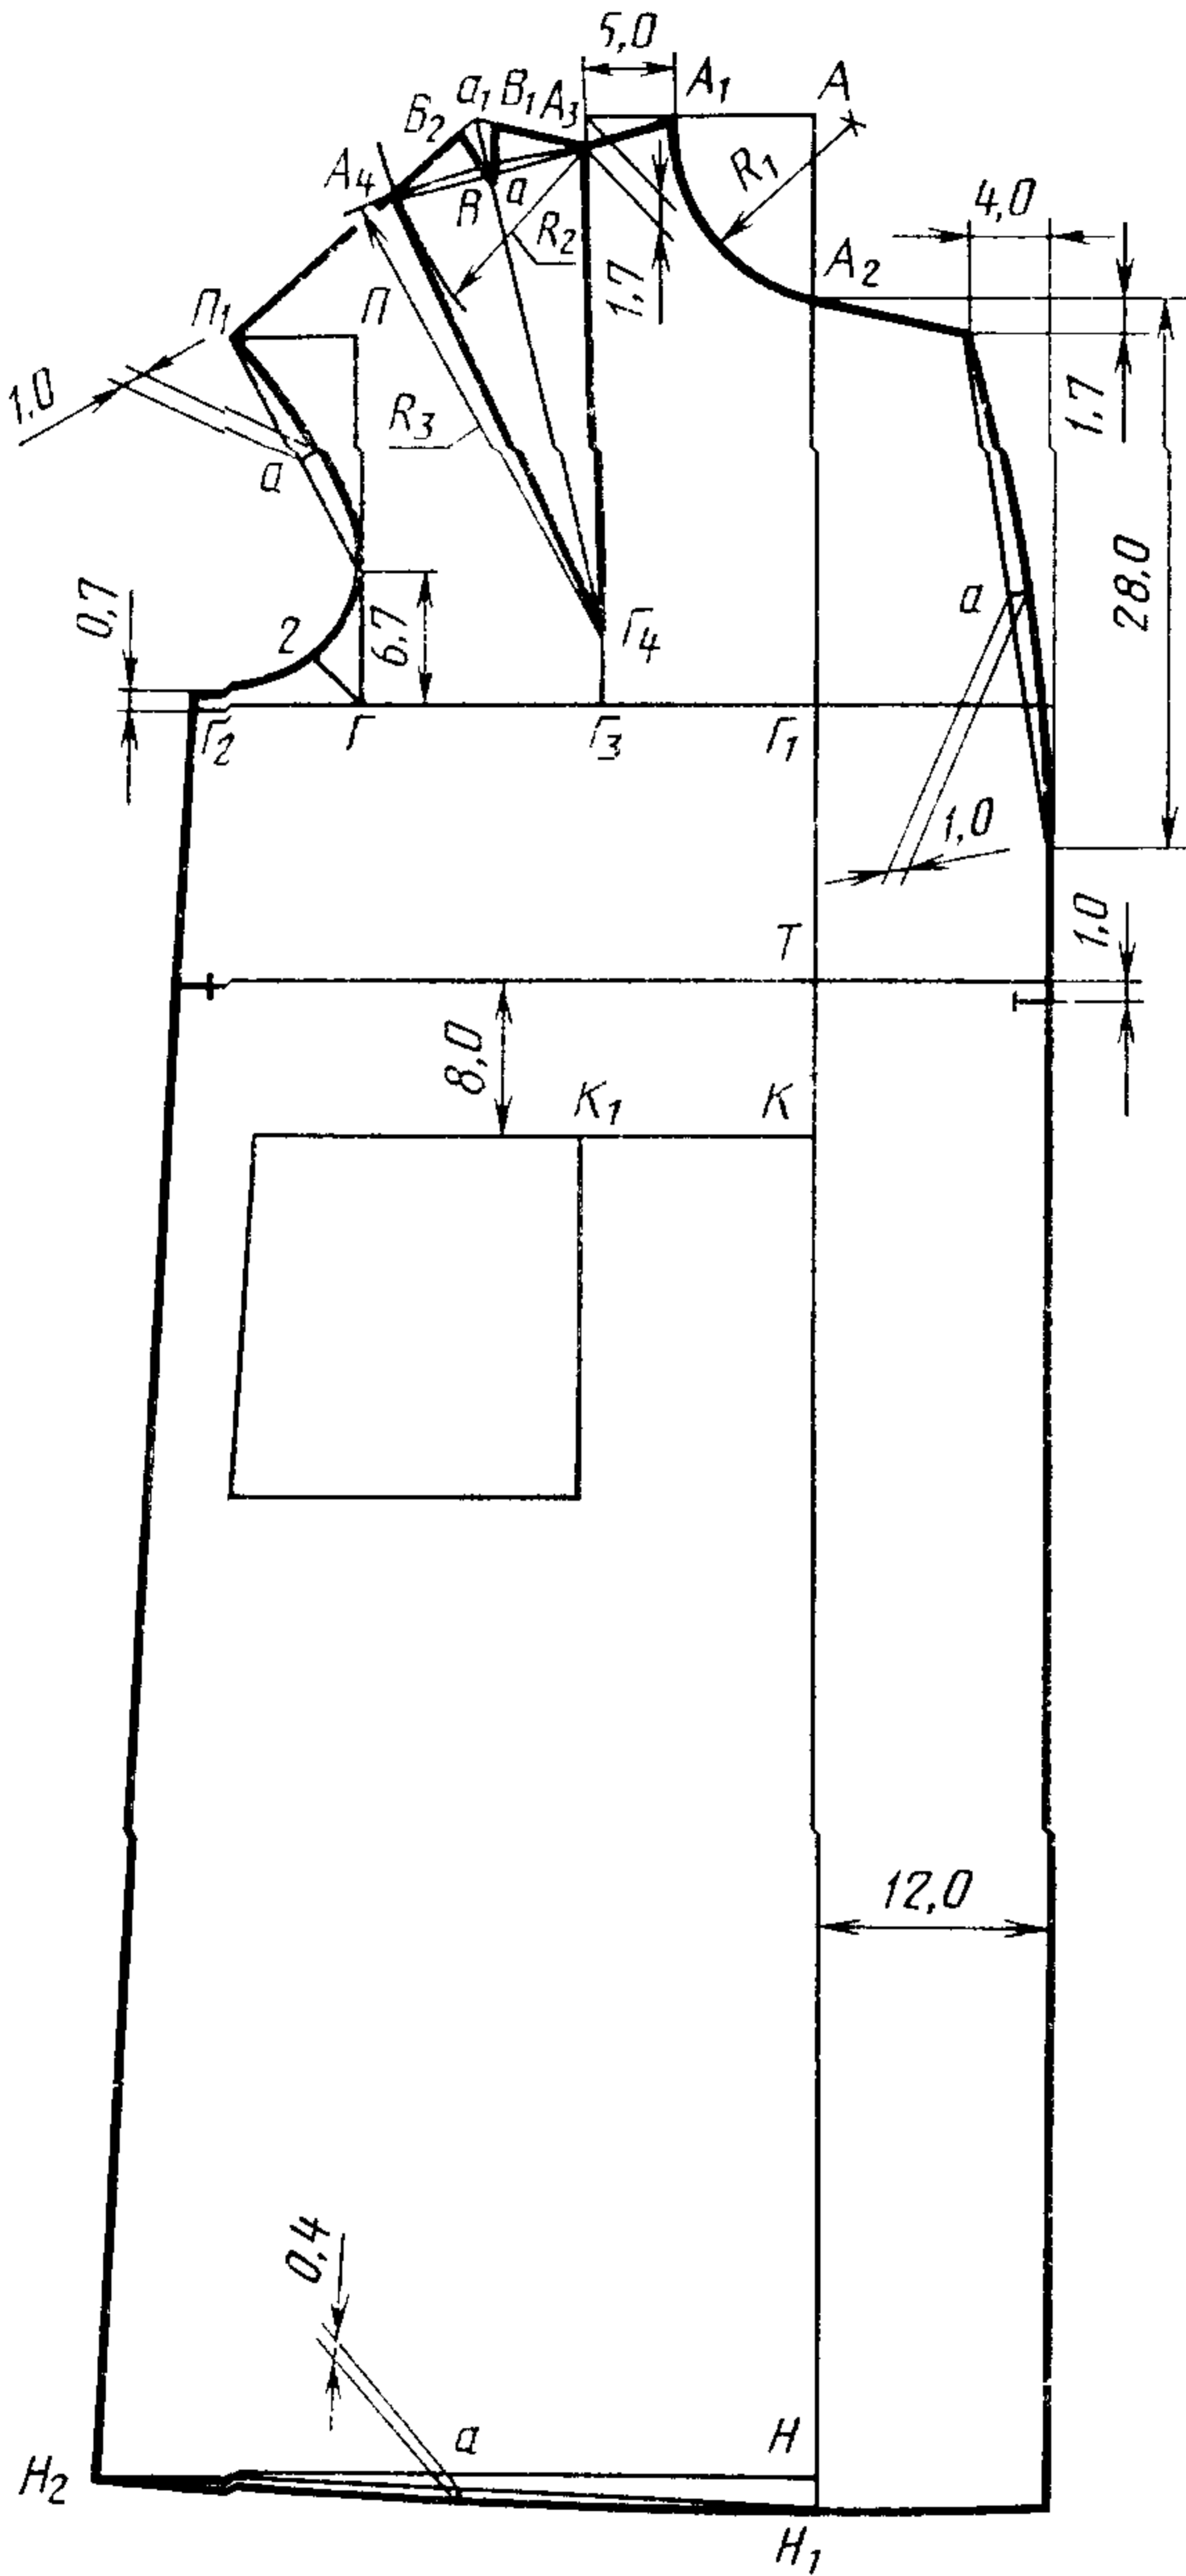 5,0
А₁
А
а₁
В₁
А₃
Б₂
А₄
R₁
4,0
В
а
R₂
1,7
А₂
П₁
П
1,0
R₃
1,7
а
28,0
0,7
2
6,7
Г₄
а
Г₂
Г
Г₃
Г₁
1,0
Т
1,0
8,0
К₁
К
12,0
0,4
а
Н
Н₂
Н₁